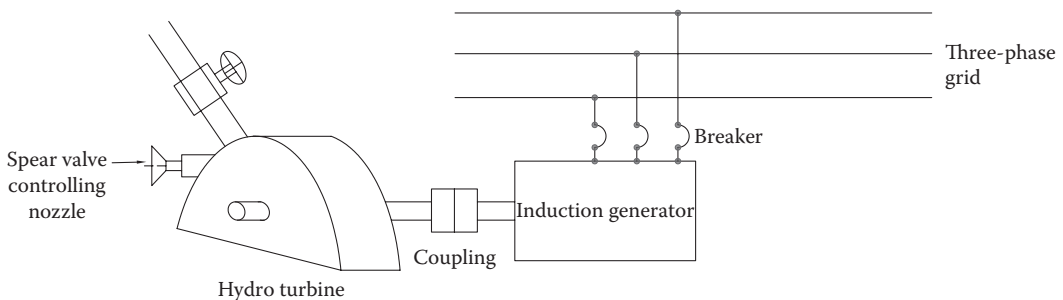 Three-phase
grid
Breaker
Spear valve
controlling
nozzle
Induction generator
Coupling
Hydro turbine